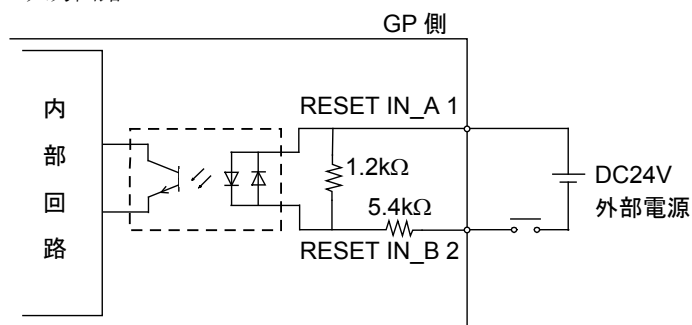 GP 側
内
部
回
路
RESET IN_A 1
1.2kΩ
5.4kΩ
RESET IN_B 2
DC24V
外部電源